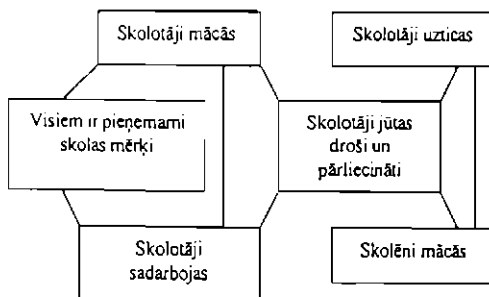 Skolotāji mācās
Skolotāji uzticas
Visiem ir pieņemami
skolas mērķi
Skolotāji jūtas
droši un
pārliecināti
Skolotāji
sadarbojas
Skolēni mācās